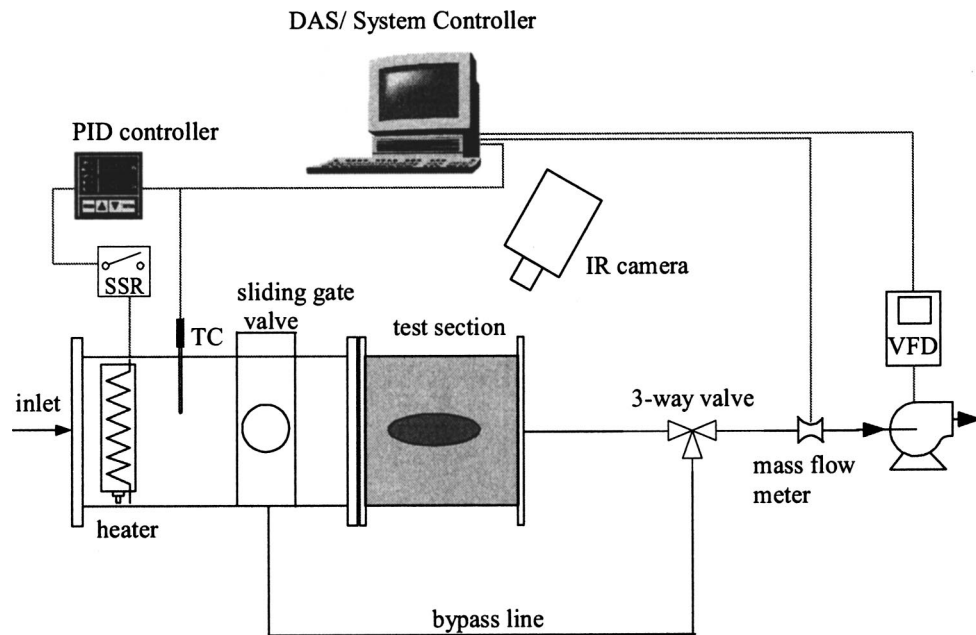 DAS/ System Controller
PID controller
SSR
TC
sliding gate
valve
test section
IR camera
VFD
3-way valve
inlet
mass flow
meter
heater
bypass line